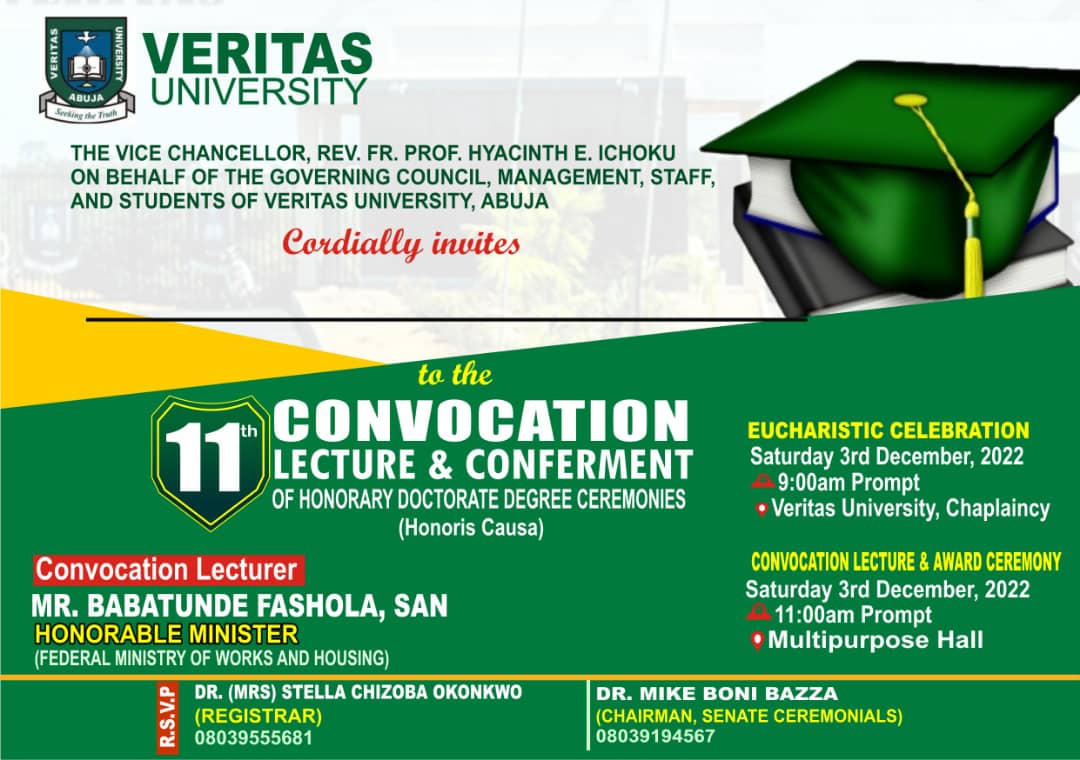 VERITAS
UNIVERSITY
ABUJA
Seeking the Truth
VERITAS
UNIVERSITY
THE VICE CHANCELLOR, REV. FR. PROF. HYACINTH E. ICHOKU
ON BEHALF OF THE GOVERNING COUNCIL, MANAGEMENT, STAFF,
AND STUDENTS OF VERITAS UNIVERSITY, ABUJA
Cordially invites
to the
11th
CONVOCATION
LECTURE & CONFERMENT
OF HONORARY DOCTORATE DEGREE CEREMONIES
(Honoris Causa)
EUCHARISTIC CELEBRATION
Saturday 3rd December, 2022
9:00am Prompt
Veritas University, Chaplaincy
CONVOCATION LECTURE & AWARD CEREMONY
Saturday 3rd December, 2022
11:00am Prompt
Multipurpose Hall
Convocation Lecturer
MR. BABATUNDE FASHOLA, SAN
HONORABLE MINISTER
(FEDERAL MINISTRY OF WORKS AND HOUSING)
R.S.V.P
DR. (MRS) STELLA CHIZOBA OKONKWO
(REGISTRAR)
08039555681
DR. MIKE BONI BAZZA
(CHAIRMAN, SENATE CEREMONIALS)
08039194567